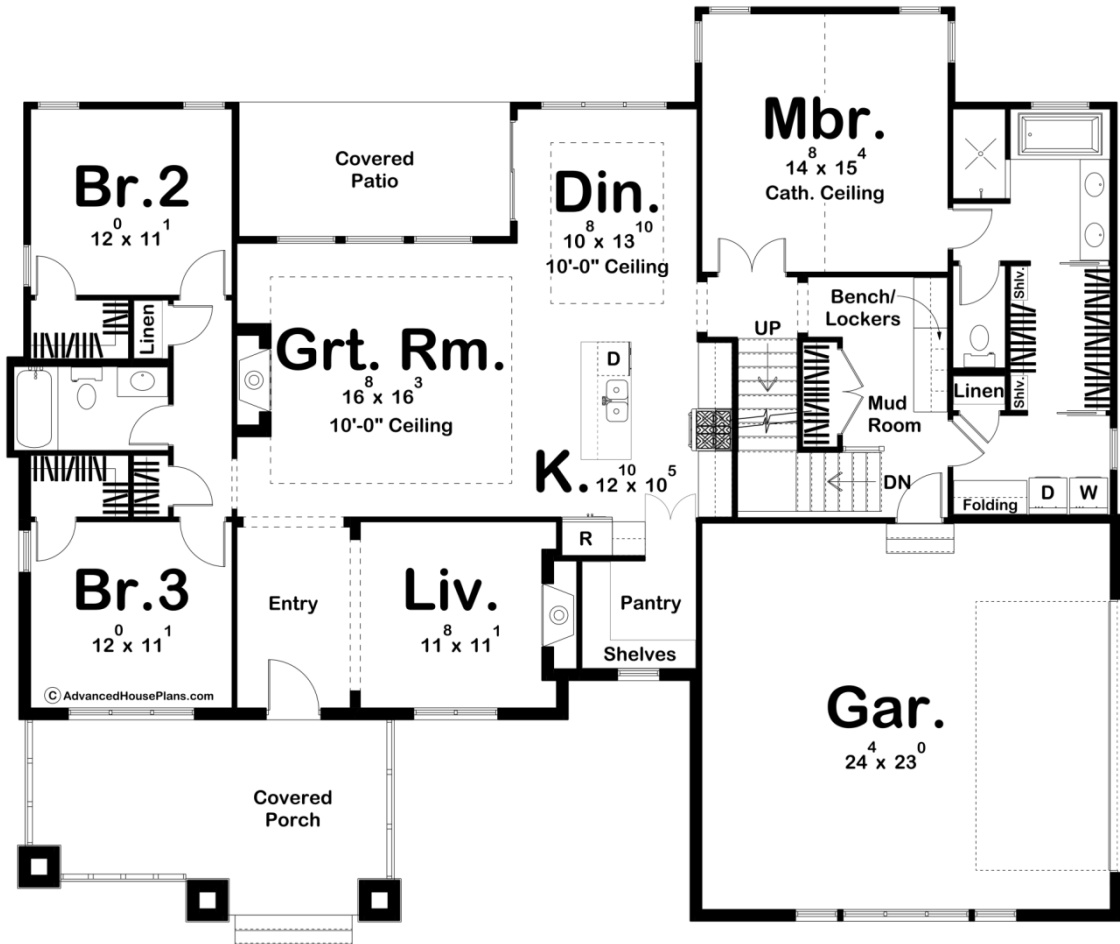 Mbr.
14⁸ x 15⁴
Cath. Ceiling
Covered
Patio
Br.2
12⁰ x 11¹
Din.
10⁸ x 13¹⁰
10'-0" Ceiling
Linen
Grt. Rm.
16⁸ x 16³
10'-0" Ceiling
D
UP
Bench/
Lockers
Shlv.
Shlv.
Linen
Mud
Room
K. 12¹⁰ x 10⁵
DN
Folding
D
W
R
Br.3
12⁰ x 11¹
Entry
Liv.
11⁸ x 11¹
Pantry
Shelves
© AdvancedHousePlans.com
Gar.
24⁴ x 23⁰
Covered
Porch